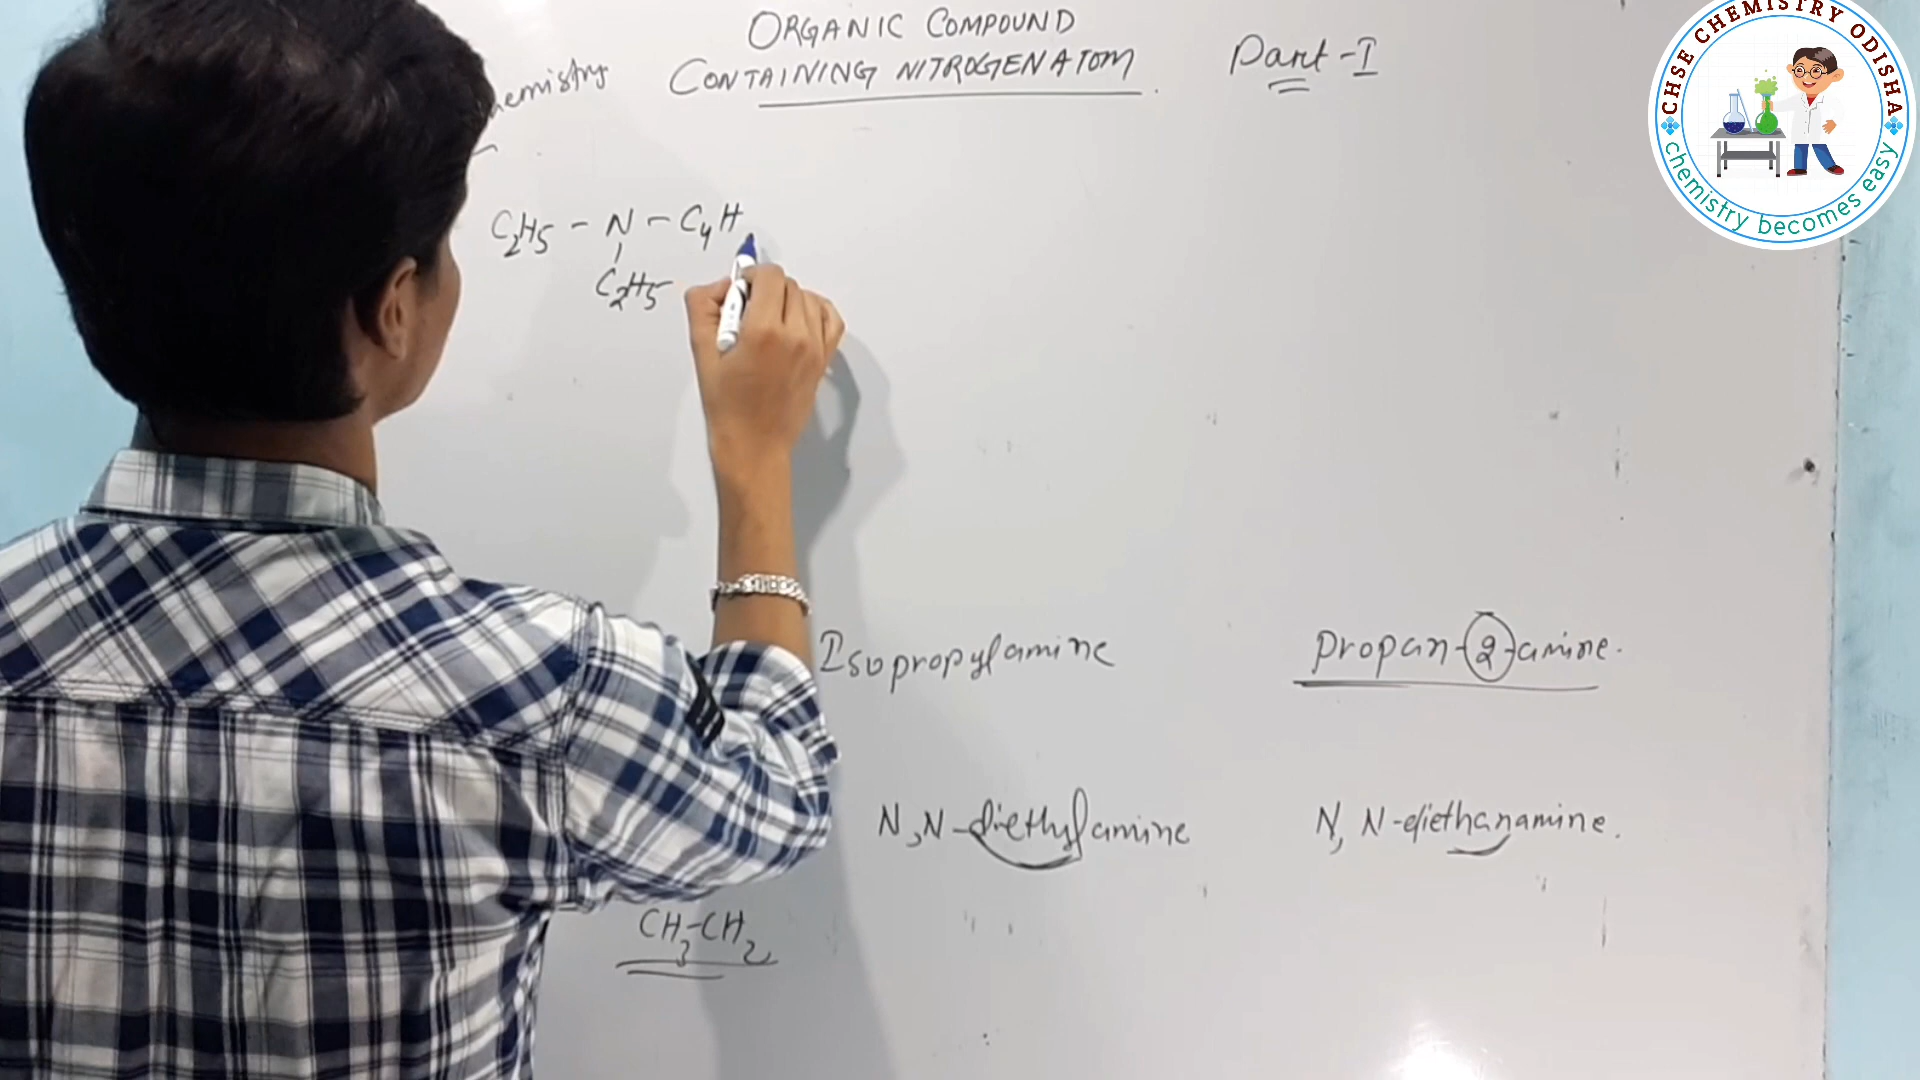 ORGANIC COMPOUND
CONTAINING NITROGEN ATOM.
Part-I
emistry
C2H5 - N - C4H
C2H5
Isopropylamine
Propan-2-amine.
N,N-diethylamine
N, N-diethanamine.
CH3-CH2
CHSE CHEMISTRY ODISHA
chemistry becomes easy